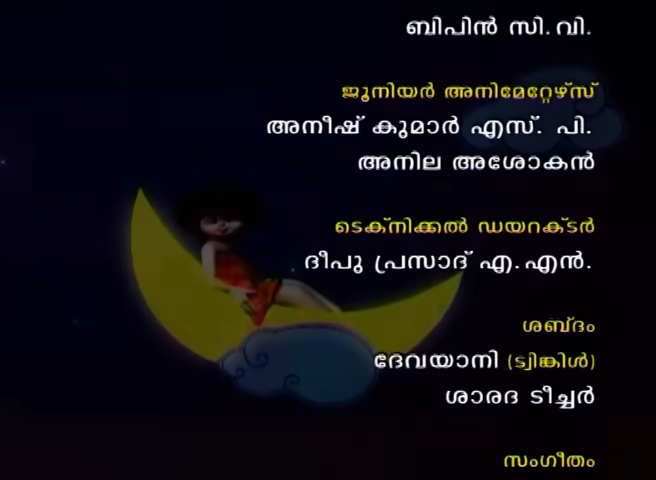 ബിപിൻ സി.വി.
ജൂനിയർ അനിമേറ്റേഴ്സ്
അനീഷ് കുമാർ എസ്. പി.
അനില അശോകൻ
ടെക്നിക്കൽ ഡയറക്ടർ
ദീപു പ്രസാദ് എ.എൻ.
ശബ്ദം
ദേവയാനി (ട്വിങ്കിൾ)
ശാരദ ടീച്ചർ
സംഗീതം